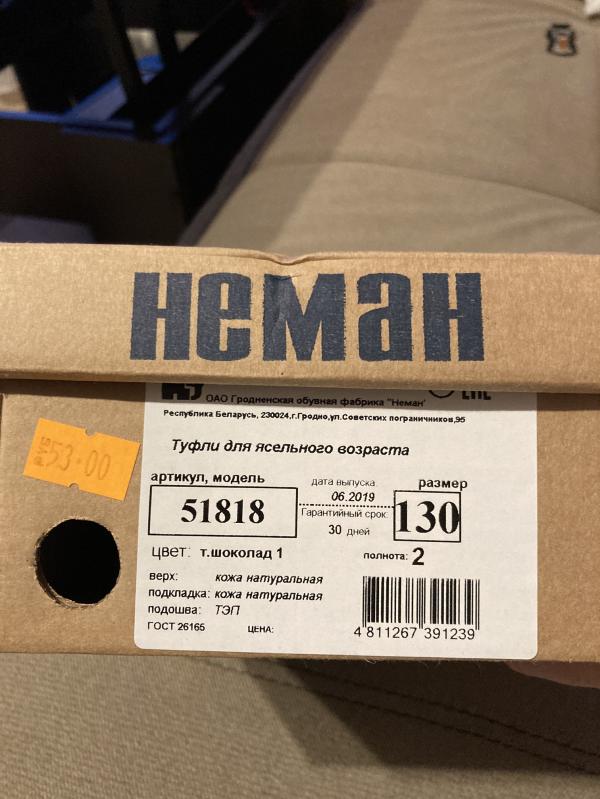 неман
ОАО Гродненская обувная фабрика "Неман"
Республика Беларусь, 230024,г.Гродно,ул.Советских пограничников,95
Туфли для ясельного возраста
53-00
артикул, модель
51818
дата выпуска
06.2019
Гарантийный срок:
30 дней
размер
130
цвет: т.шоколад 1
полнота: 2
верх: кожа натуральная
подкладка: кожа натуральная
подошва: ТЭП
ГОСТ 26165 ЦЕНА:
4 811267 391239